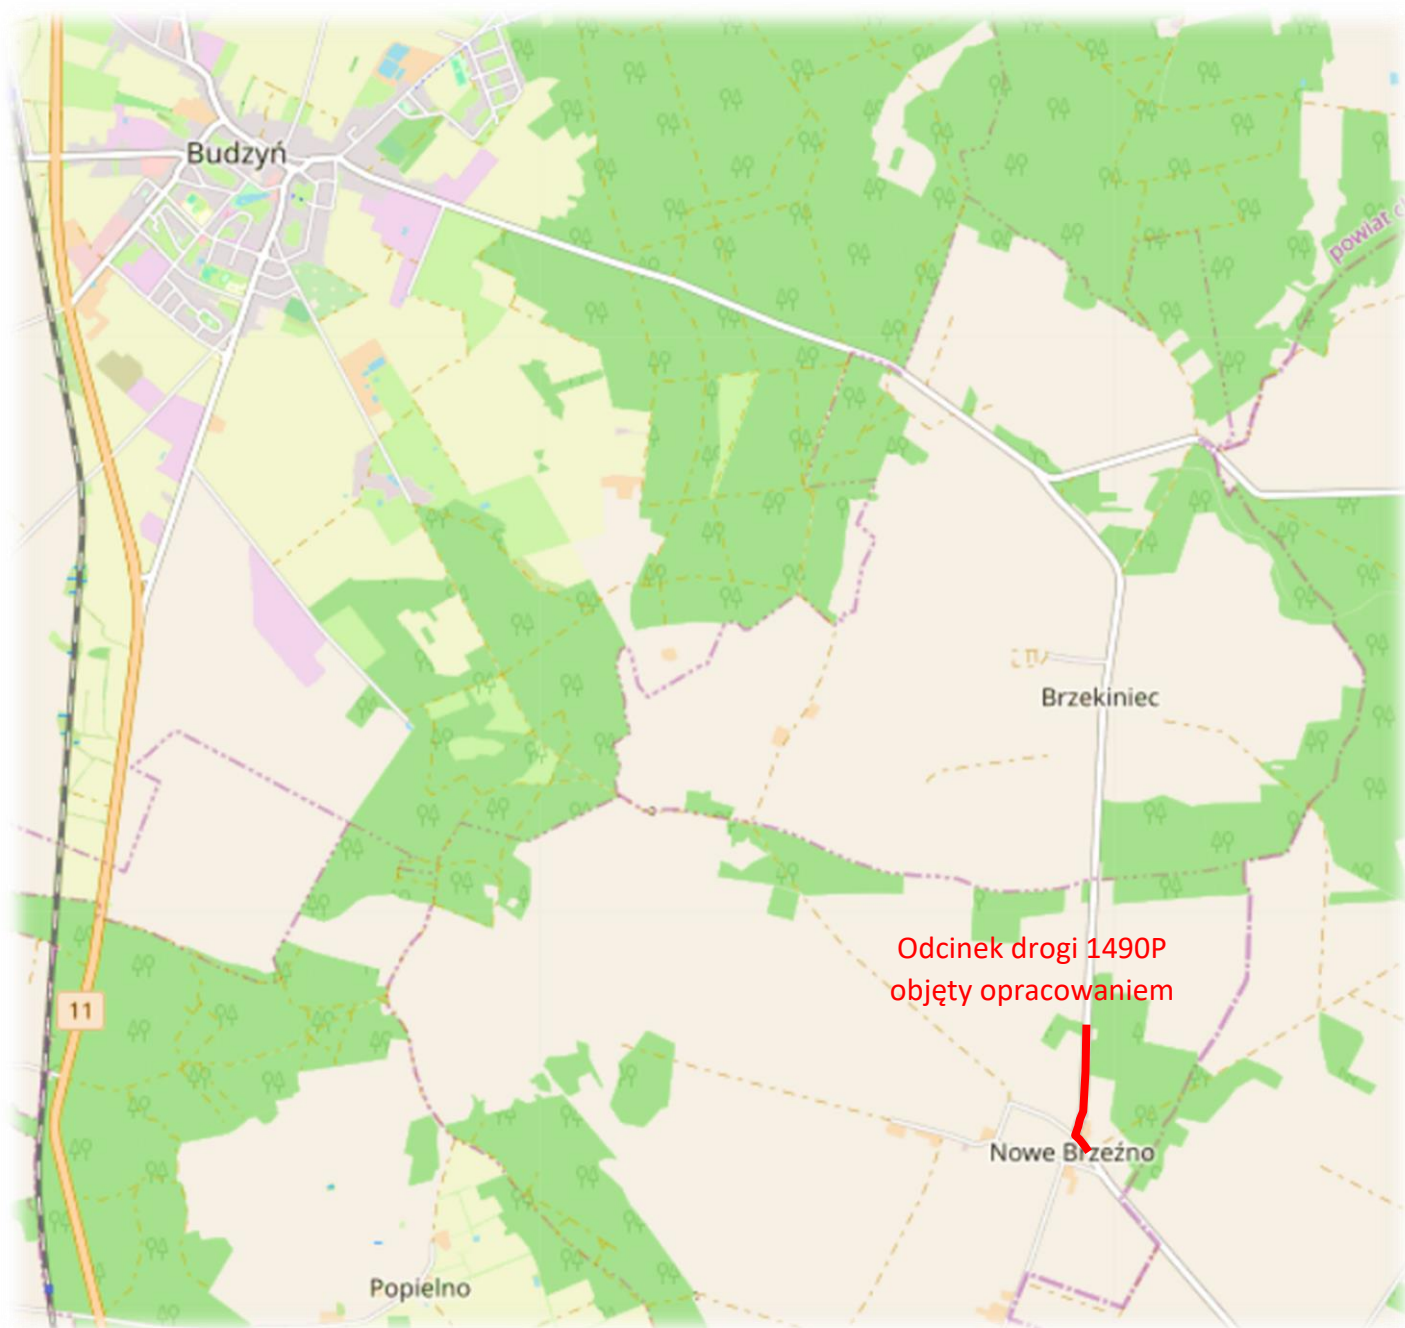 Budzyń
powiat c
Brzekiniec
Odcinek drogi 1490P
objęty opracowaniem
11
Nowe Brzeźno
Popielno